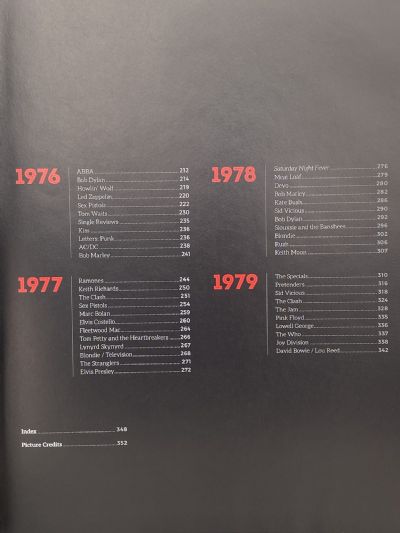 1976
ABBA 212
Bob Dylan 214
Howlin' Wolf 219
Led Zeppelin 220
Sex Pistols 222
Tom Waits 230
Single Reviews 235
Kiss 236
Letters: Punk 236
AC/DC 238
Bob Marley 241
1977
Ramones 244
Keith Richards 250
The Clash 251
Sex Pistols 254
Marc Bolan 259
Elvis Costello 260
Fleetwood Mac 264
Tom Petty and the Heartbreakers 266
Lynyrd Skynyrd 267
Blondie / Television 268
The Stranglers 271
Elvis Presley 272
1978
Saturday Night Fever 276
Meat Loaf 279
Devo 280
Bob Marley 282
Kate Bush 286
Sid Vicious 290
Bob Dylan 292
Siouxsie and the Banshees 296
Blondie 302
Rush 306
Keith Moon 307
1979
The Specials 310
Pretenders 316
Sid Vicious 318
The Clash 324
The Jam 328
Pink Floyd 335
Lowell George 336
The Who 337
Joy Division 338
David Bowie / Lou Reed 342
Index 348
Picture Credits 352